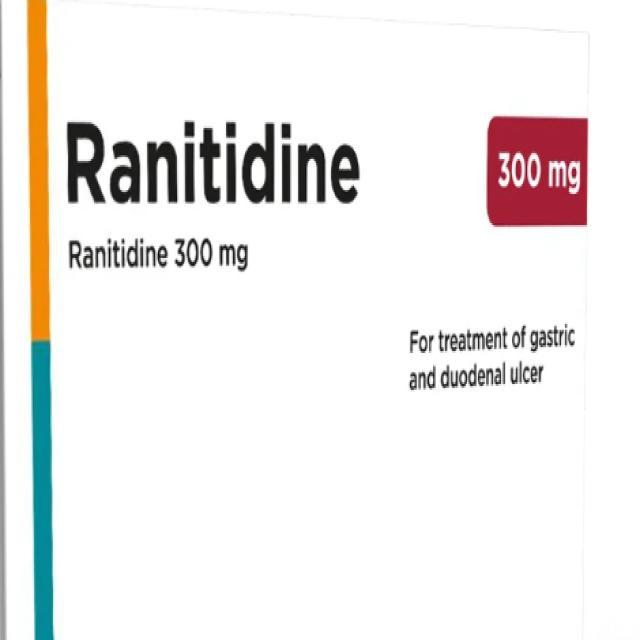 Ranitidine
300 mg
Ranitidine 300 mg
For treatment of gastric
and duodenal ulcer